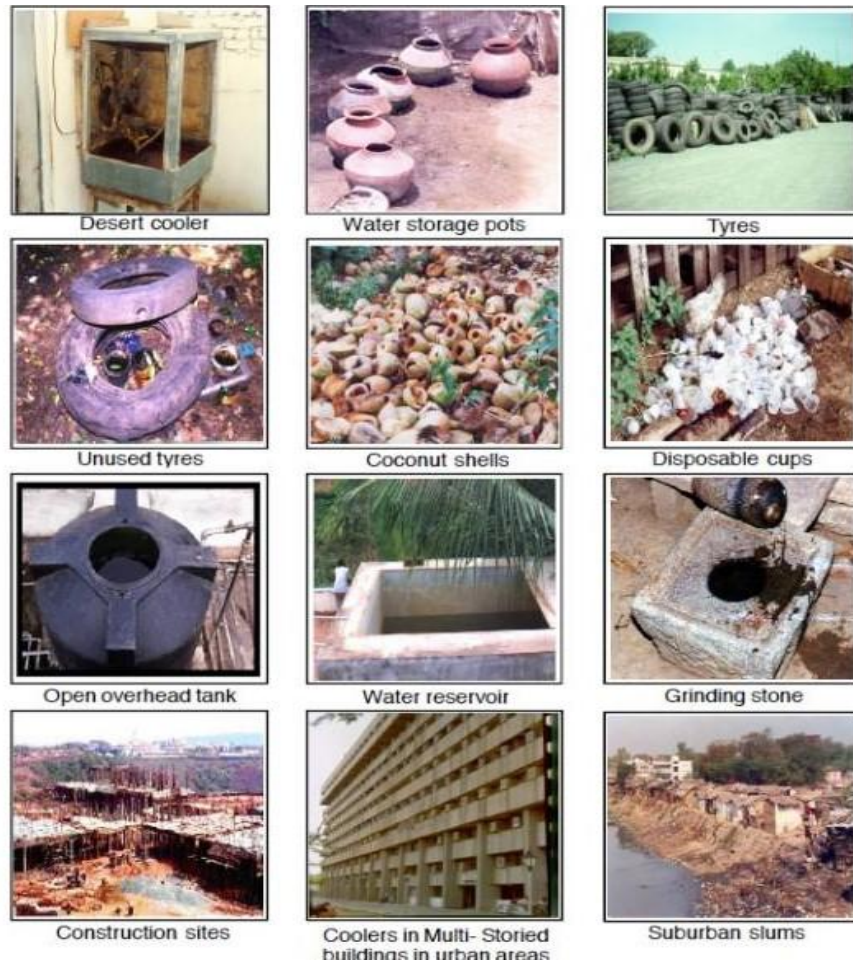 Desert cooler
Water storage pots
Tyres
Unused tyres
Coconut shells
Disposable cups
Open overhead tank
Water reservoir
Grinding stone
Construction sites
Coolers in Multi- Storied
buildings in urban areas
Suburban slums